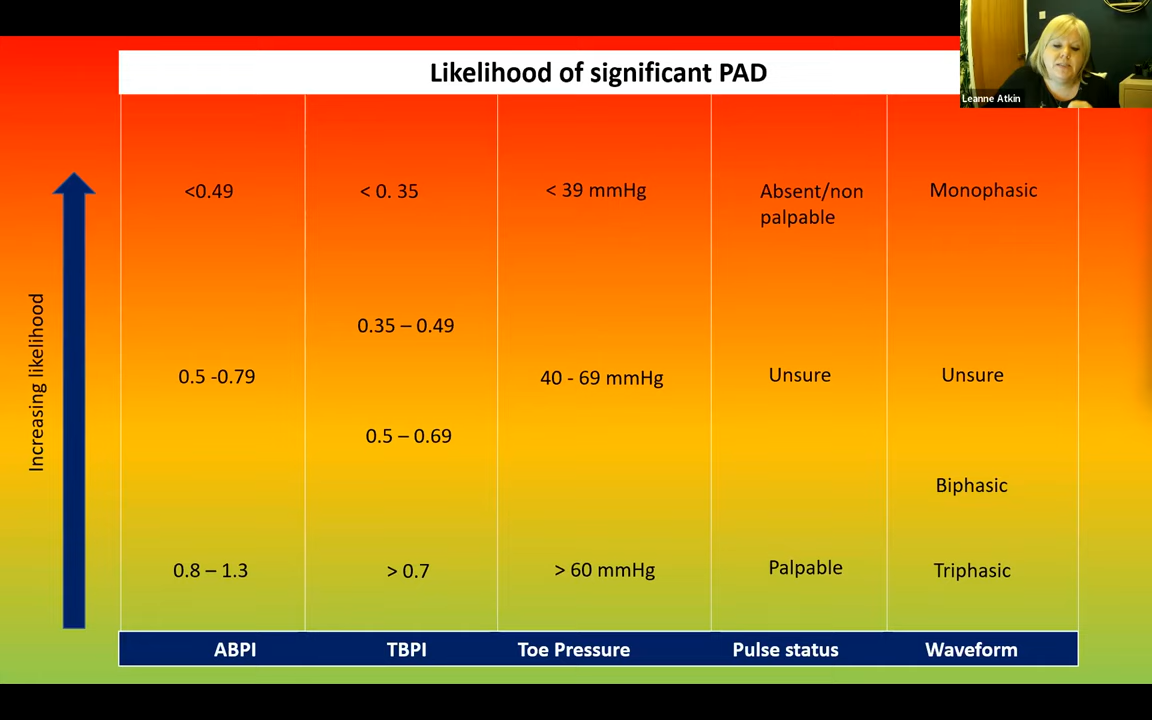 Likelihood of significant PAD
Leanne Atkin
<0.49
< 0. 35
< 39 mmHg
Absent/non
palpable
Monophasic
0.35 – 0.49
0.5 -0.79
40 - 69 mmHg
Unsure
Unsure
0.5 – 0.69
Biphasic
0.8 – 1.3
> 0.7
> 60 mmHg
Palpable
Triphasic
Increasing likelihood
ABPI
TBPI
Toe Pressure
Pulse status
Waveform